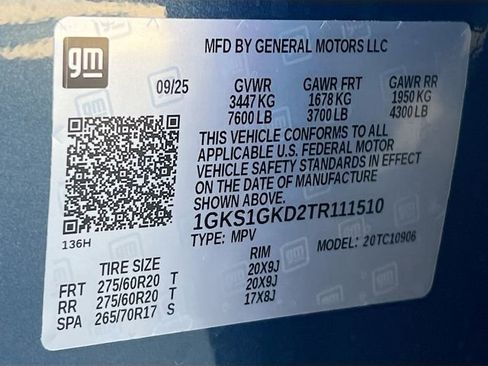 gm
MFD BY GENERAL MOTORS LLC
09/25 GVWR GAWR FRT GAWR RR
3447 KG 1678 KG 1950 KG
7600 LB 3700 LB 4300 LB
THIS VEHICLE CONFORMS TO ALL
APPLICABLE U.S. FEDERAL MOTOR
VEHICLE SAFETY STANDARDS IN EFFECT
ON THE DATE OF MANUFACTURE
SHOWN ABOVE.
1GKS1GKD2TR111510
136H TYPE: MPV MODEL: 20TC10906
TIRE SIZE RIM
FRT 275/60R20 T 20X9J
RR 275/60R20 T 20X9J
SPA 265/70R17 S 17X8J